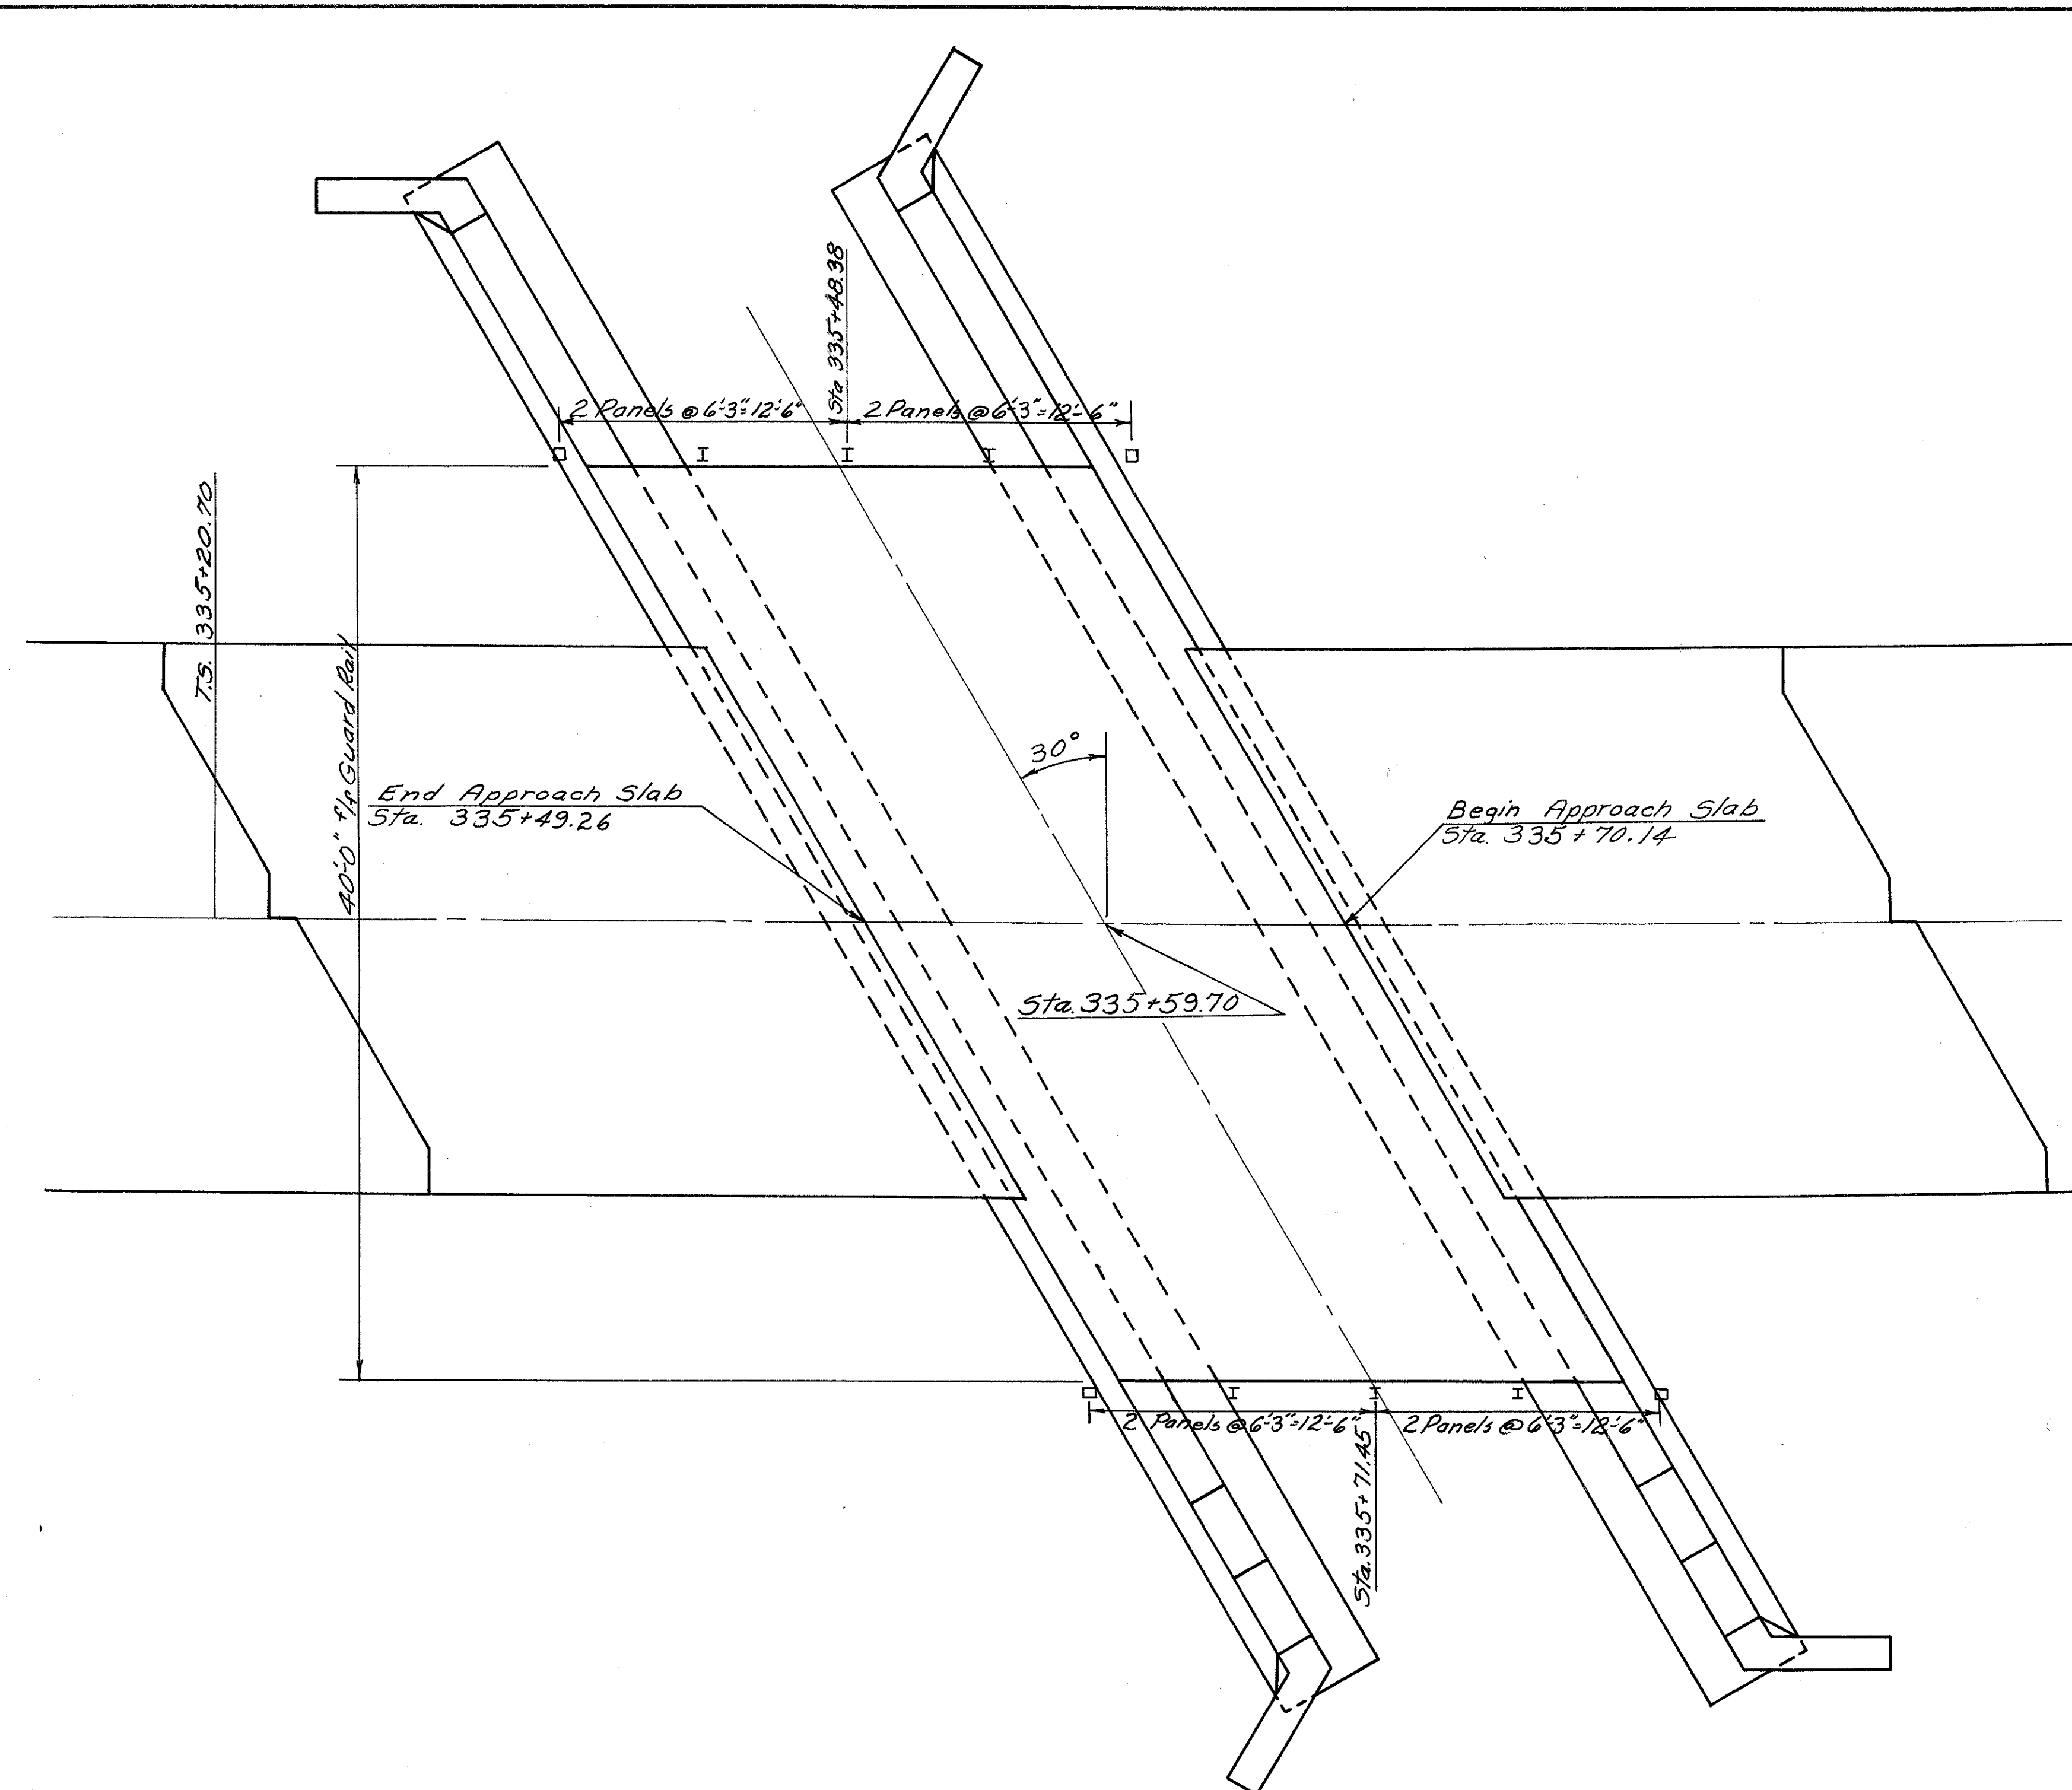 Sta 335+48.38
2 Panels @ 6'-3"=12'-6"
2 Panels @ 6'-3"=12'-6"
T.S. 335+20.70
40'-0" f/f Guard Rail
30°
End Approach Slab
Sta. 335+49.26
Begin Approach Slab
Sta. 335+70.14
Sta. 335+59.70
2 Panels @ 6'-3"=12'-6"
2 Panels @ 6'-3"=12'-6"
Sta. 335+71.45